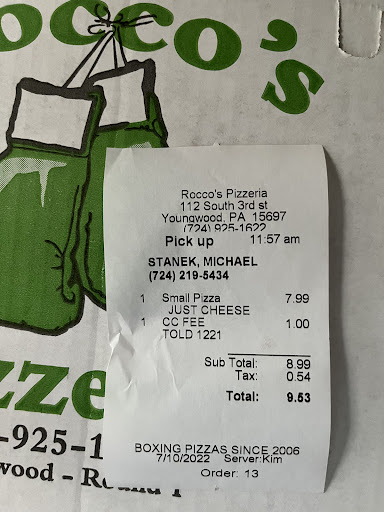 occo's
Rocco's Pizzeria
112 South 3rd st
Youngwood, PA 15697
(724) 925-1622
Pick up 11:57 am
STANEK, MICHAEL
(724) 219-5434
1 Small Pizza 7.99
JUST CHEESE
1 CC FEE 1.00
TOLD 1221
Sub Total: 8.99
Tax: 0.54
Total: 9.53
BOXING PIZZAS SINCE 2006
7/10/2022 Server:Kim
Order: 13
zze
-925-1
wood - R